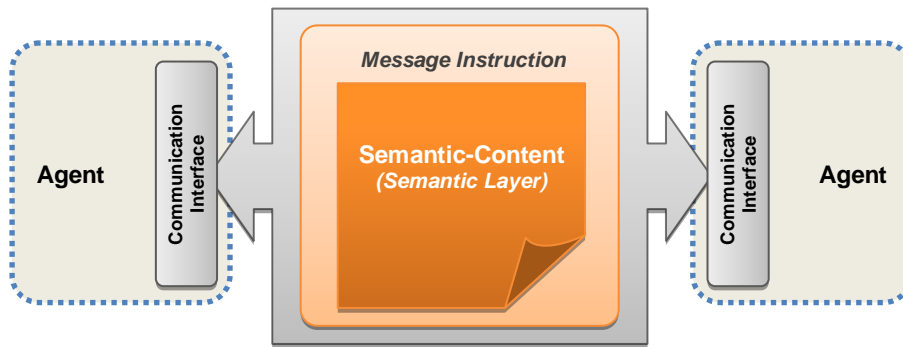 Agent
Communication
Interface
Message Instruction
Semantic-Content
(Semantic Layer)
Communication
Interface
Agent